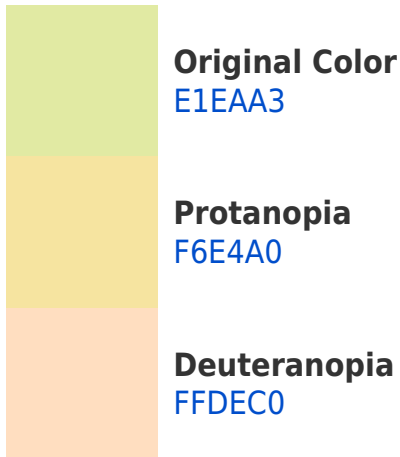 Original Color
E1EAA3
Protanopia
F6E4A0
Deuteranopia
FFDEC0